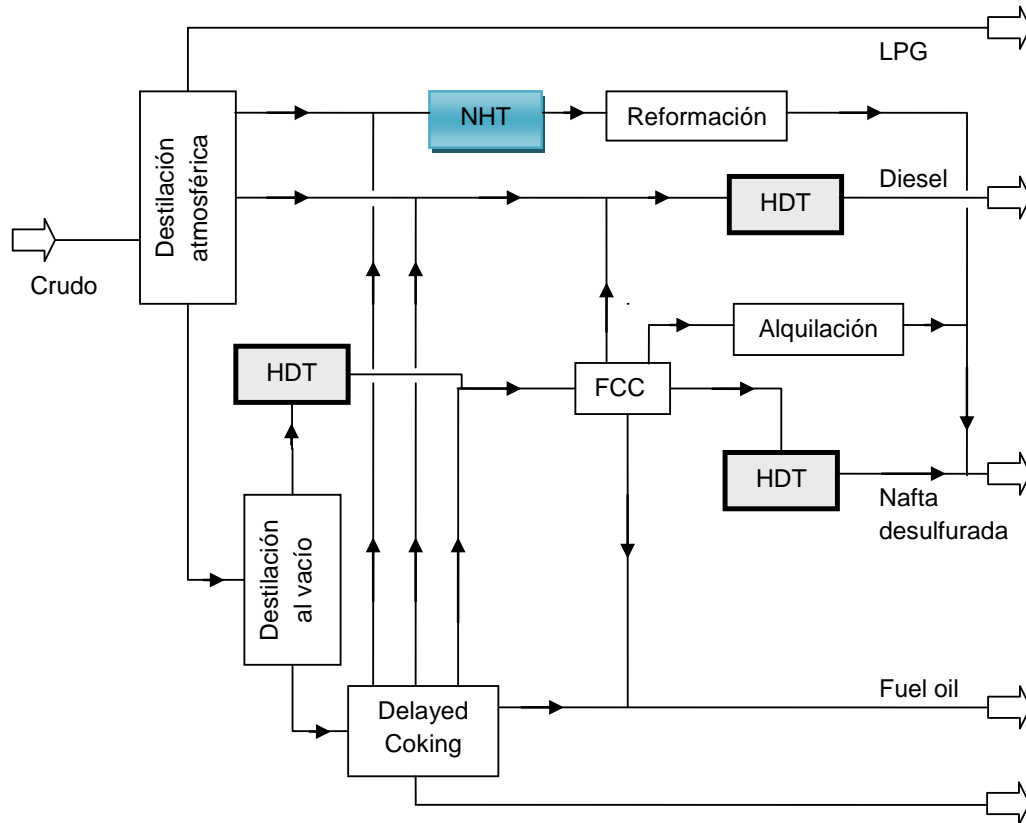 LPG
NHT
Reformación
Destilación
atmosférica
Diesel
HDT
Crudo
Alquilación
HDT
FCC
HDT
Nafta
desulfurada
Destilación
al vacío
Fuel oil
Delayed
Coking